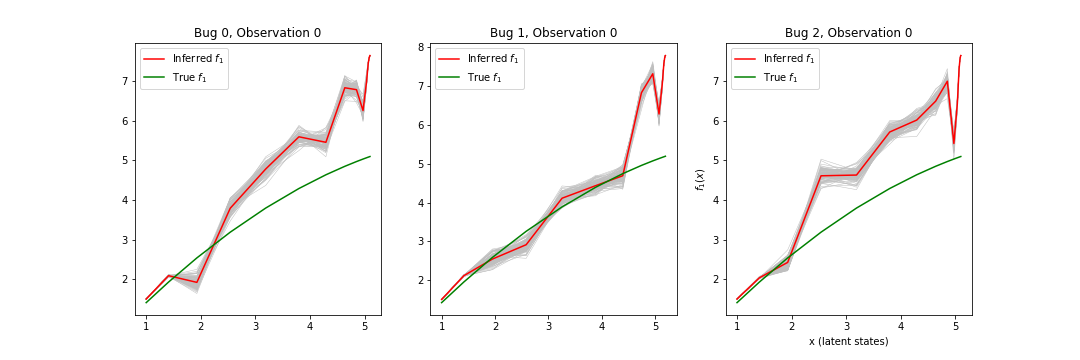 Bug 0, Observation 0
Inferred f₁
True f₁
7
6
5
4
3
2
1 2 3 4 5
Bug 1, Observation 0
Inferred f₁
True f₁
8
7
6
5
4
3
2
1 2 3 4 5
Bug 2, Observation 0
Inferred f₁
True f₁
f₁(x)
7
6
5
4
3
2
1 2 3 4 5
x (latent states)